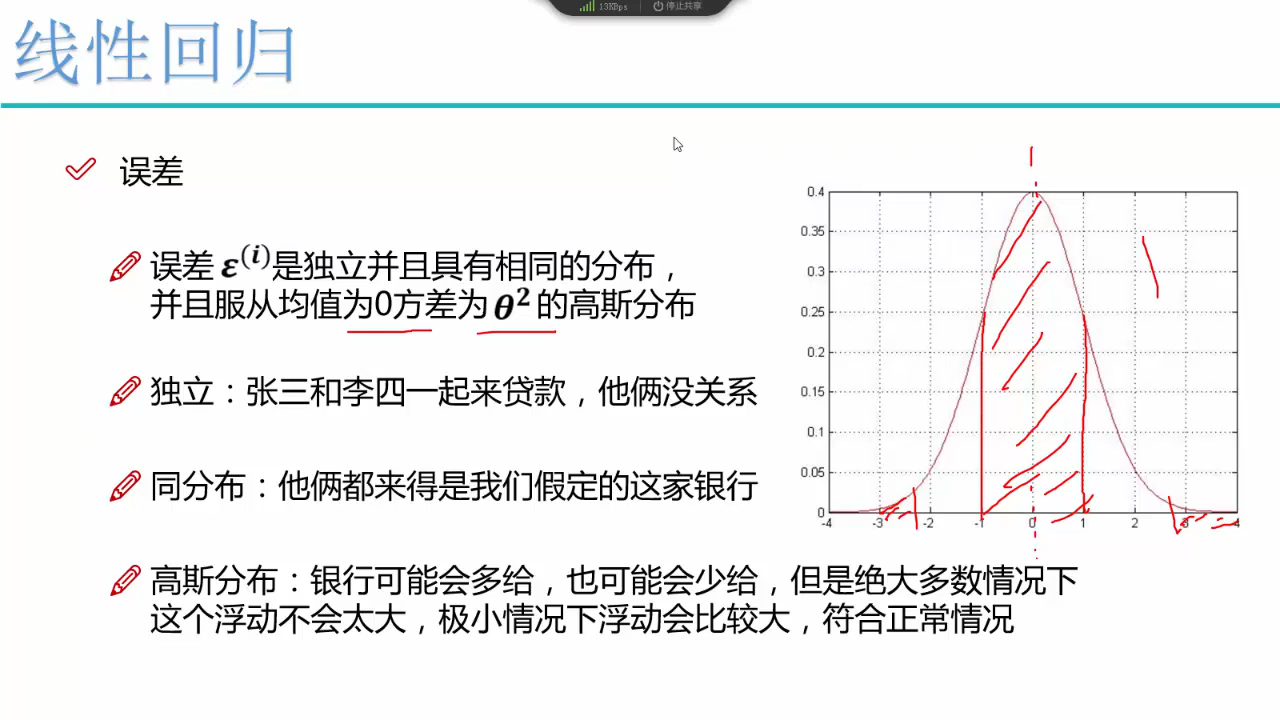 13KBps 停止共享
线性回归
误差
误差 ε^(i)是独立并且具有相同的分布，
并且服从均值为0方差为 θ² 的高斯分布
独立：张三和李四一起来贷款，他俩没关系
同分布：他俩都来得是我们假定的这家银行
高斯分布：银行可能会多给，也可能会少给，但是绝大多数情况下
这个浮动不会太大，极小情况下浮动会比较大，符合正常情况
0.4
0.35
0.3
0.25
0.2
0.15
0.1
0.05
0
-4 -3 -2 -1 0 1 2 3 4